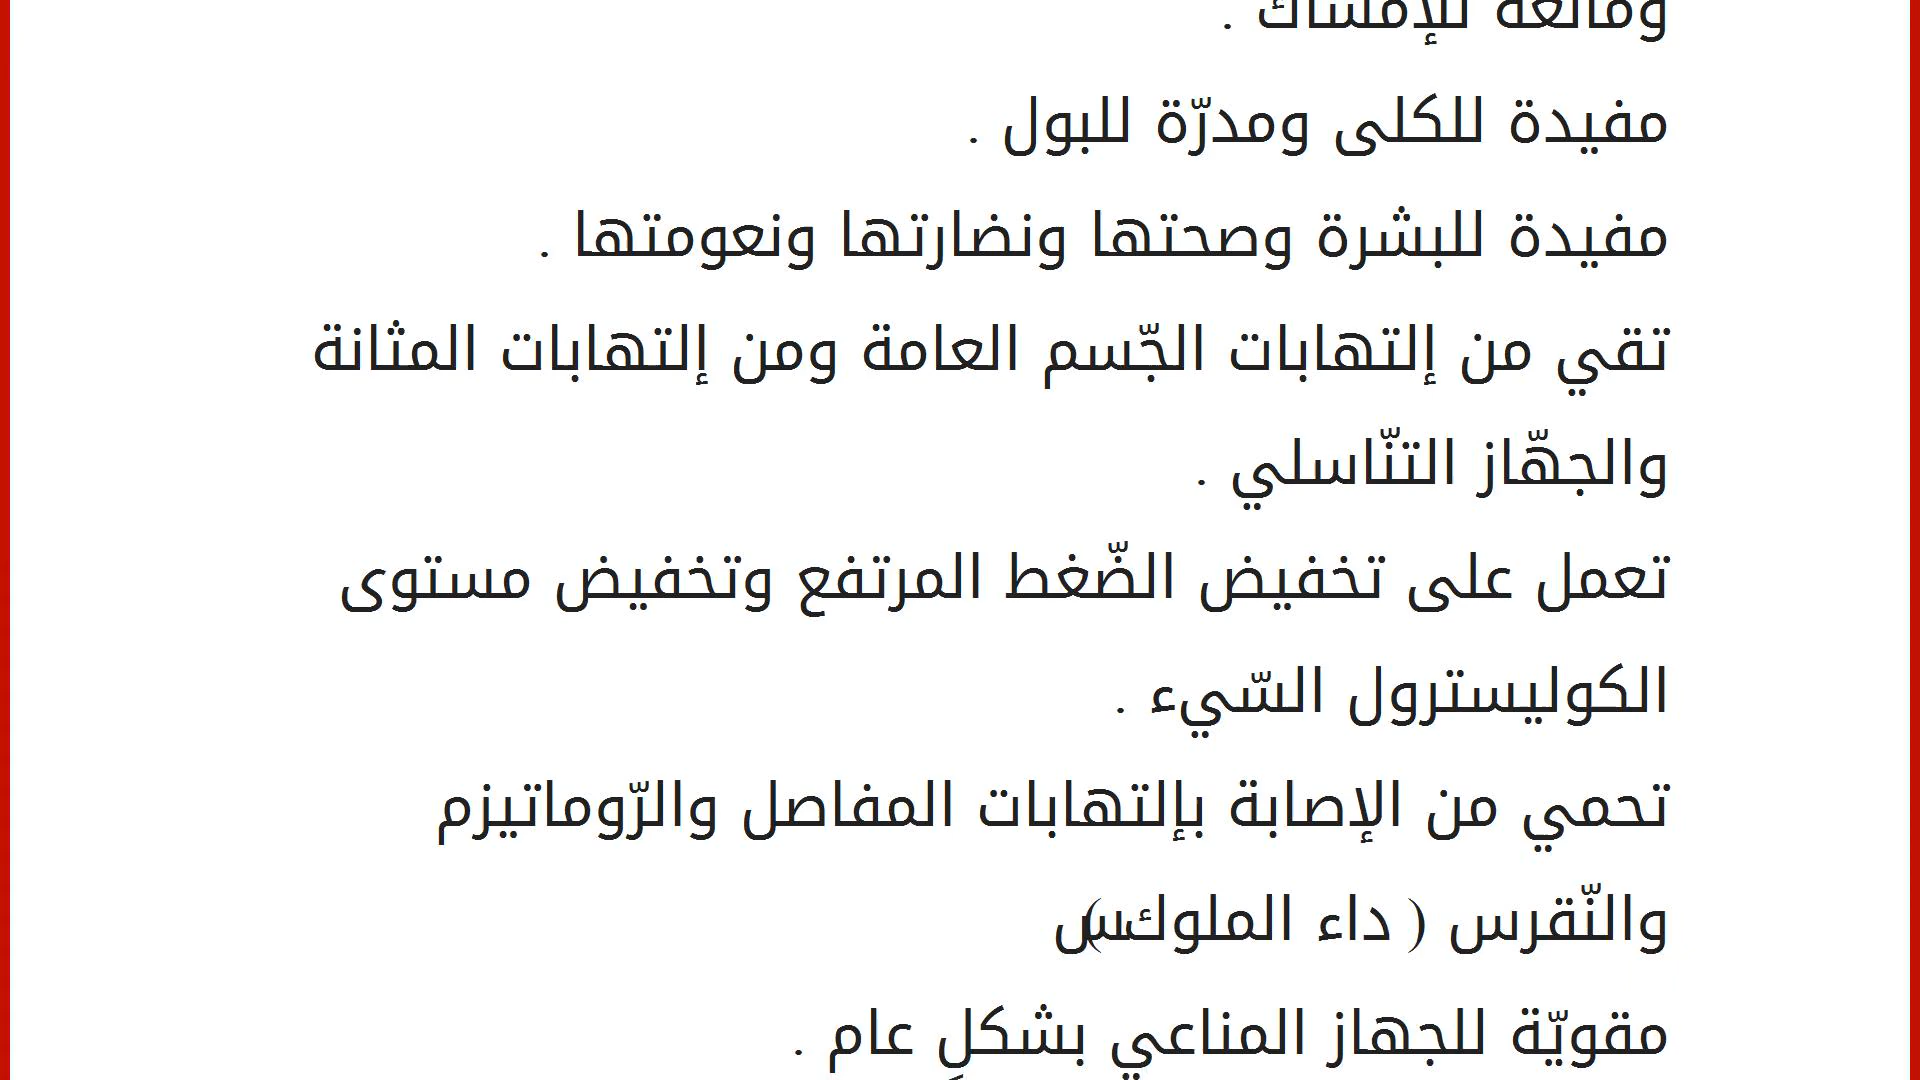 ومانعة للإمساك .
مفيدة للكلى ومدرّة للبول .
مفيدة للبشرة وصحتها ونضارتها ونعومتها .
تقي من إلتهابات الجّسم العامة ومن إلتهابات المثانة
والجهّاز التنّاسلي .
تعمل على تخفيض الضّغط المرتفع وتخفيض مستوى
الكوليسترول السّيء .
تحمي من الإصابة بإلتهابات المفاصل والرّوماتيزم
والنّقرس ( داء الملوك)س
مقويّة للجهاز المناعي بشكلٍ عام .